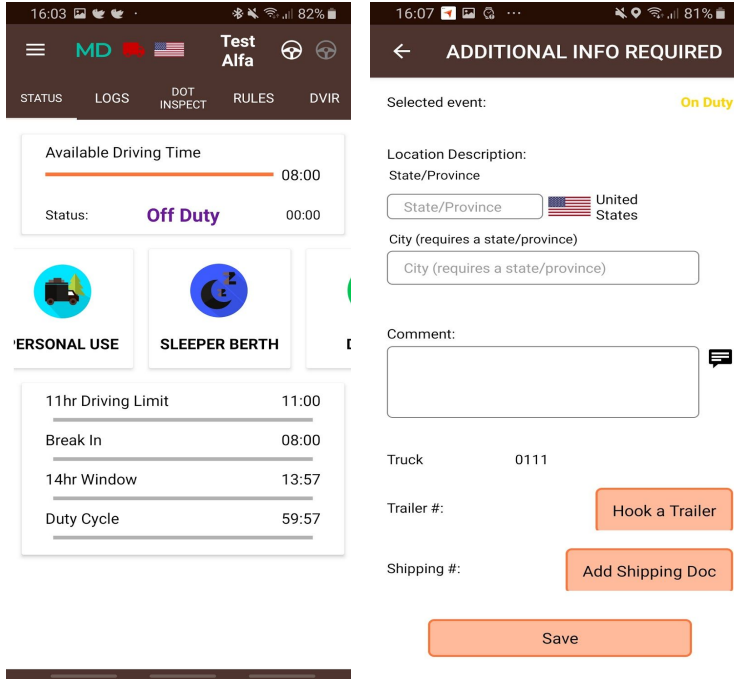 16:03
82%
MD
Test
Alfa
STATUS LOGS DOT INSPECT RULES DVIR
Available Driving Time
08:00
Status: Off Duty 00:00
PERSONAL USE SLEEPER BERTH
11hr Driving Limit 11:00
Break In 08:00
14hr Window 13:57
Duty Cycle 59:57
16:07
81%
ADDITIONAL INFO REQUIRED
Selected event: On Duty
Location Description:
State/Province
State/Province
United
States
City (requires a state/province)
City (requires a state/province)
Comment:
Truck 0111
Trailer #: Hook a Trailer
Shipping #: Add Shipping Doc
Save